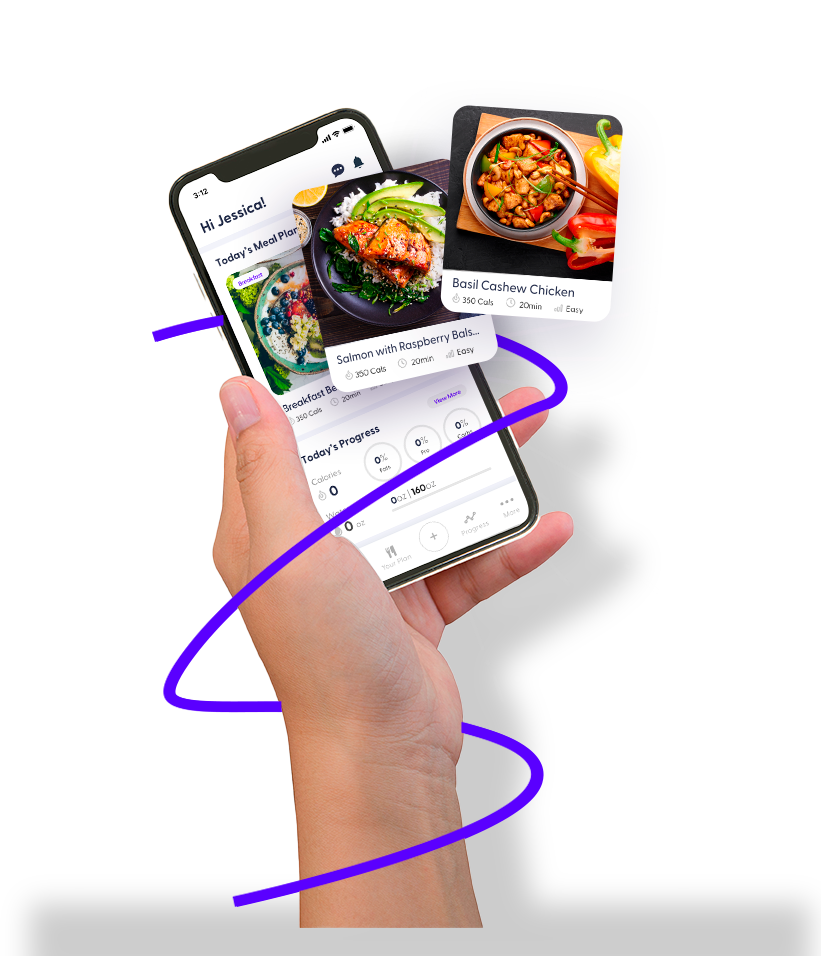 3:12
Hi Jessica!
Today's Meal Plan
Breakfast
Breakfast Be
350 Cals
20min
Salmon with Raspberry Bals...
350 Cals
20min
Easy
Basil Cashew Chicken
350 Cals
20min
Easy
View More
Today's Progress
Calories
0
0%
Fats
0%
Pro
0%
Carbs
0 oz
0oz | 160oz
Your Plan
+
Progress
More